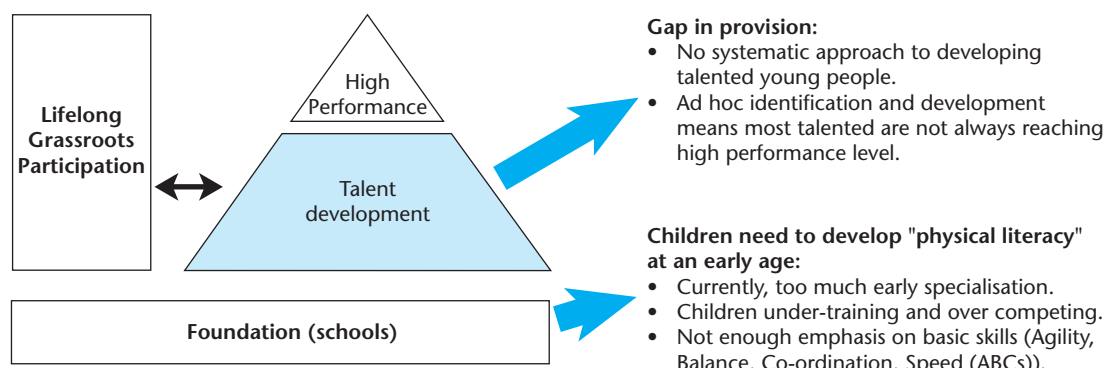 High
Performance
Lifelong
Grassroots
Participation
Talent
development
Foundation (schools)
Gap in provision:
• No systematic approach to developing
talented young people.
• Ad hoc identification and development
means most talented are not always reaching
high performance level.
Children need to develop "physical literacy"
at an early age:
• Currently, too much early specialisation.
• Children under-training and over competing.
• Not enough emphasis on basic skills (Agility,
Balance, Co-ordination, Speed (ABCs)).